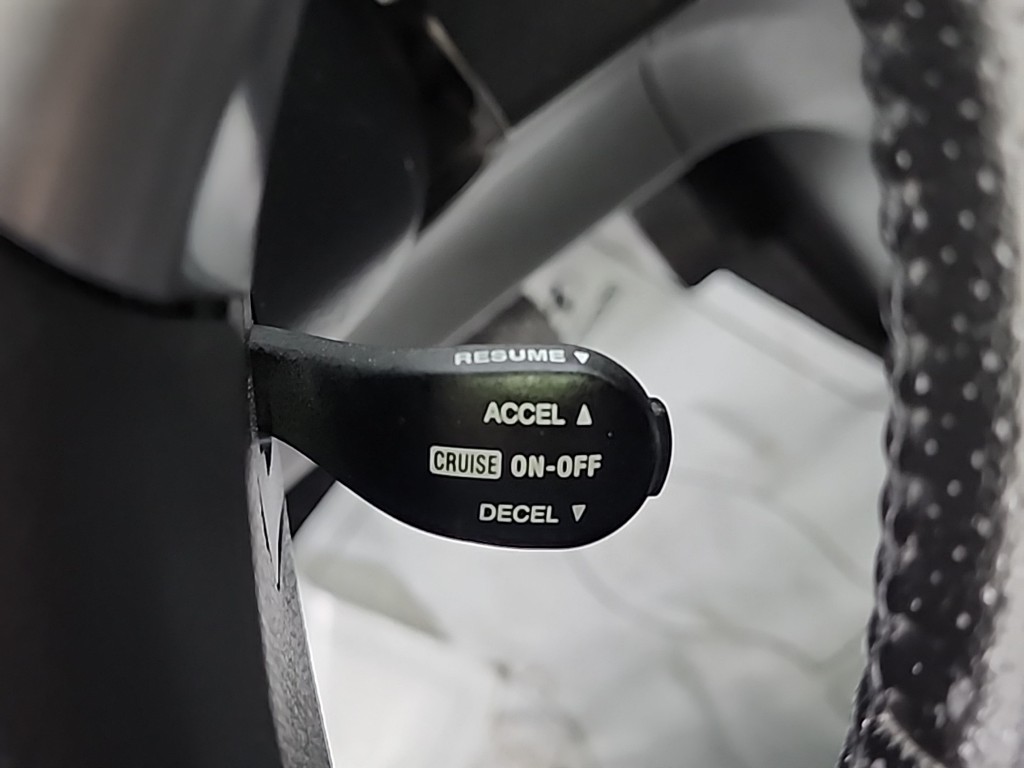 RESUME ▼
ACCEL ▲
CRUISE ON-OFF
DECEL ▼